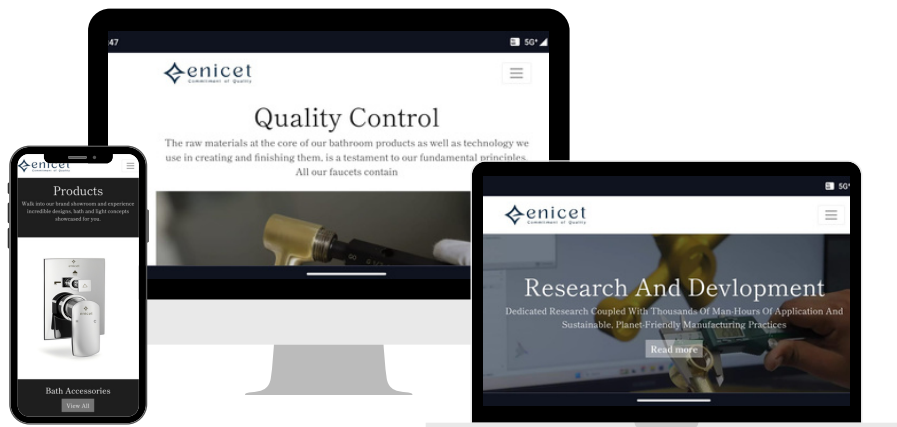 :47
5G+
enicet
Commitment of Quality
Quality Control
The raw materials at the core of our bathroom products as well as technology we
use in creating and finishing them, is a testament to our fundamental principles.
All our faucets contain
enicet
Products
Walk into our brand showroom and experience
incredible designs, bath and light concepts
showcased for you.
Bath Accessories
View All
5G+
enicet
Commitment of Quality
Research And Devlopment
Dedicated Research Coupled With Thousands Of Man-Hours Of Application And
Sustainable, Planet-Friendly Manufacturing Practices
Read more